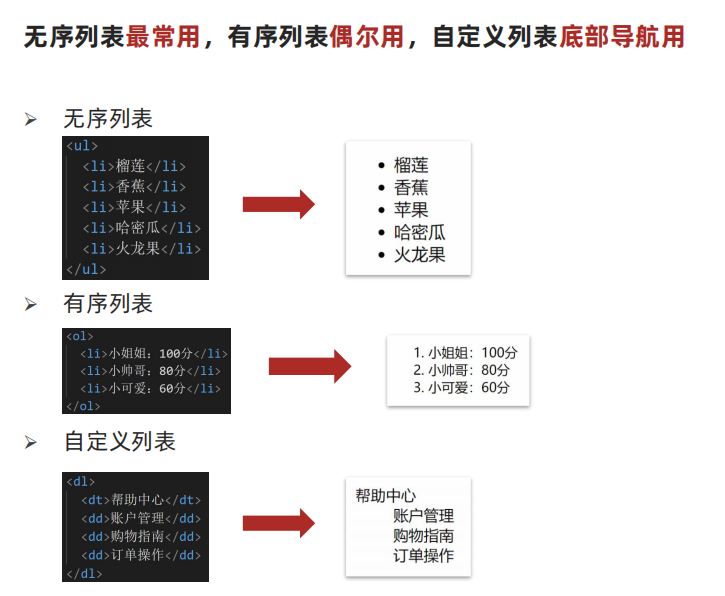 无序列表最常用，有序列表偶尔用，自定义列表底部导航用
无序列表
<ul>
<li>榴莲</li>
<li>香蕉</li>
<li>苹果</li>
<li>哈密瓜</li>
<li>火龙果</li>
</ul>
• 榴莲
• 香蕉
• 苹果
• 哈密瓜
• 火龙果
有序列表
<ol>
<li>小姐姐：100分</li>
<li>小帅哥：80分</li>
<li>小可爱：60分</li>
</ol>
1. 小姐姐：100分
2. 小帅哥：80分
3. 小可爱：60分
自定义列表
<dl>
<dt>帮助中心</dt>
<dd>账户管理</dd>
<dd>购物指南</dd>
<dd>订单操作</dd>
</dl>
帮助中心
账户管理
购物指南
订单操作